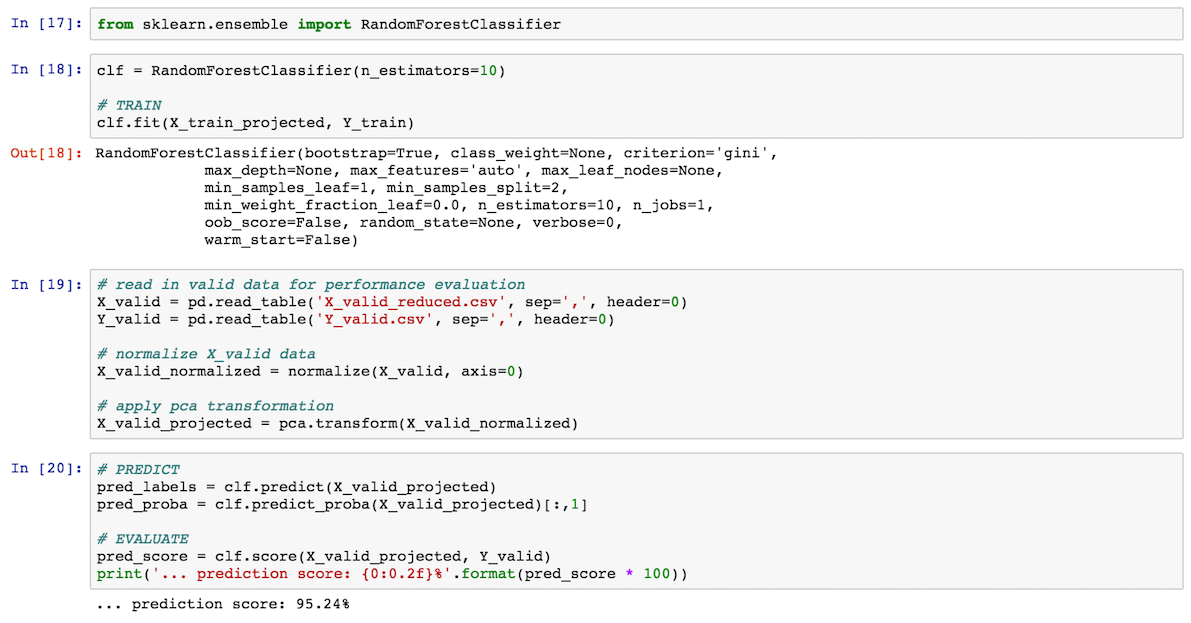 In [17]: from sklearn.ensemble import RandomForestClassifier
In [18]: clf = RandomForestClassifier(n_estimators=10)
# TRAIN
clf.fit(X_train_projected, Y_train)
Out[18]: RandomForestClassifier(bootstrap=True, class_weight=None, criterion='gini',
max_depth=None, max_features='auto', max_leaf_nodes=None,
min_samples_leaf=1, min_samples_split=2,
min_weight_fraction_leaf=0.0, n_estimators=10, n_jobs=1,
oob_score=False, random_state=None, verbose=0,
warm_start=False)
In [19]: # read in valid data for performance evaluation
X_valid = pd.read_table('X_valid_reduced.csv', sep=',', header=0)
Y_valid = pd.read_table('Y_valid.csv', sep=',', header=0)
# normalize X_valid data
X_valid_normalized = normalize(X_valid, axis=0)
# apply pca transformation
X_valid_projected = pca.transform(X_valid_normalized)
In [20]: # PREDICT
pred_labels = clf.predict(X_valid_projected)
pred_proba = clf.predict_proba(X_valid_projected)[:,1]
# EVALUATE
pred_score = clf.score(X_valid_projected, Y_valid)
print('... prediction score: {0:0.2f}%'.format(pred_score * 100))
... prediction score: 95.24%